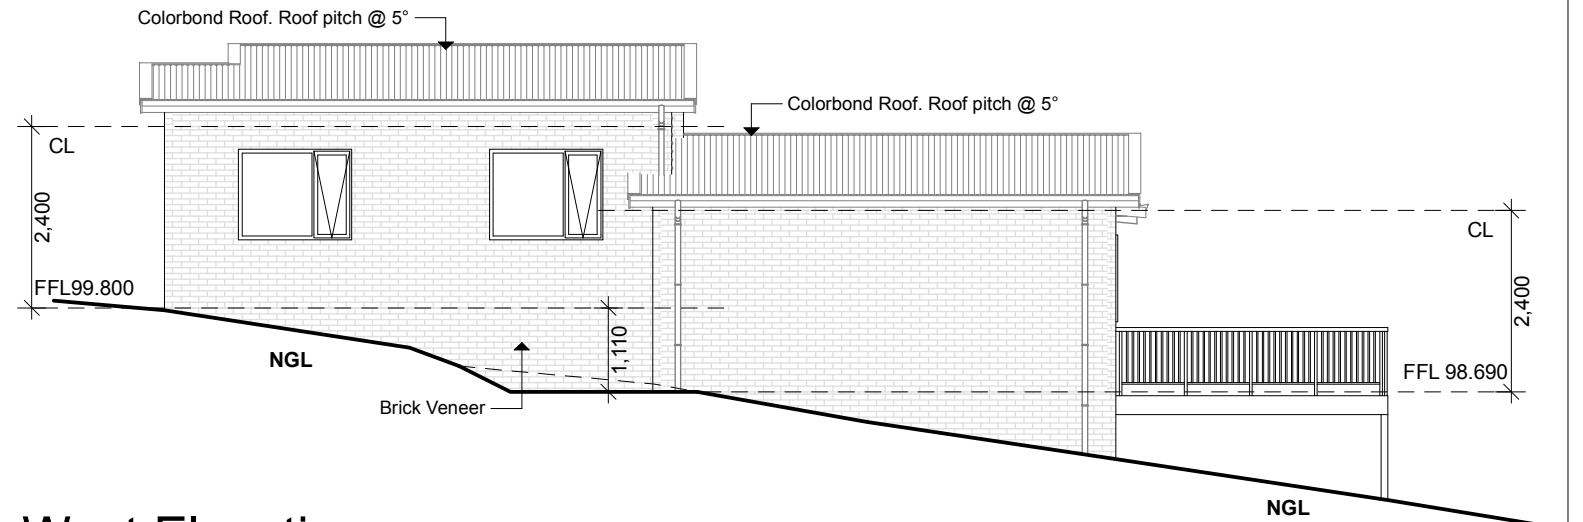 Colorbond Roof. Roof pitch @ 5°
Colorbond Roof. Roof pitch @ 5°
CL
2,400
CL
FFL99.800
2,400
1,110
NGL
FFL 98.690
Brick Veneer
NGL